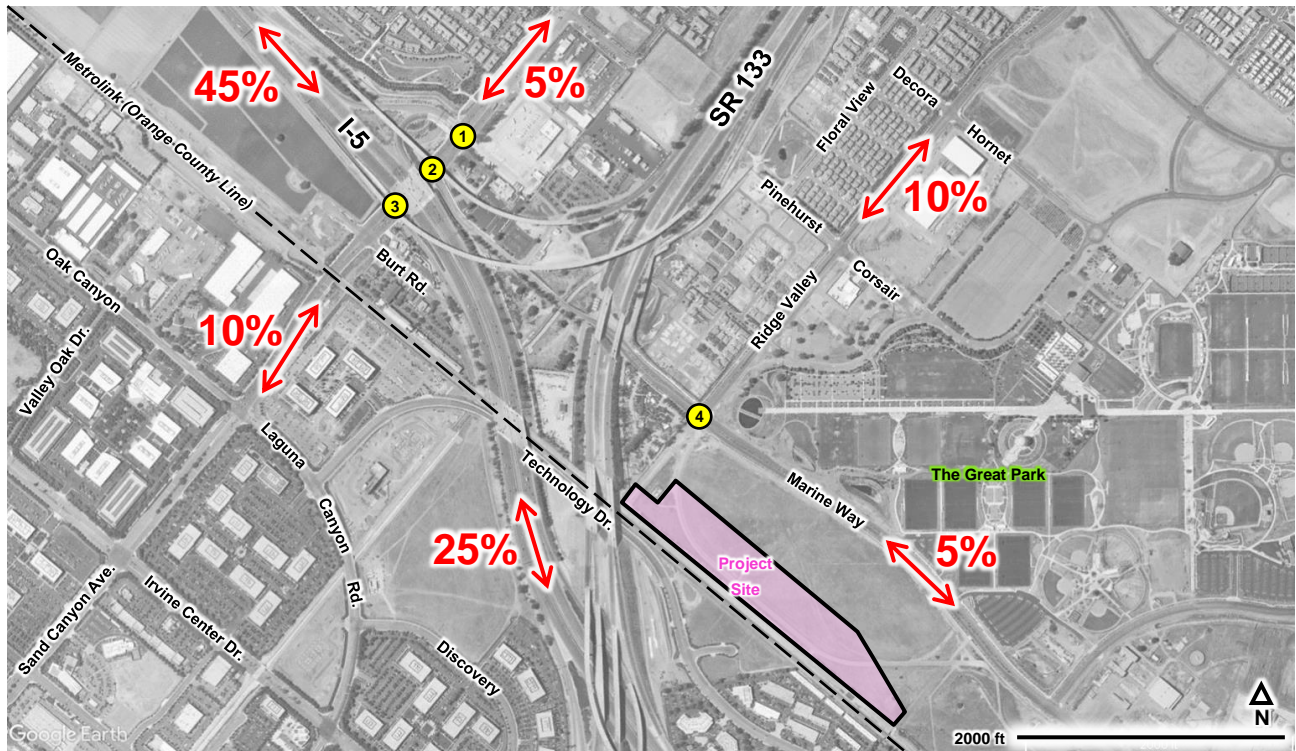 45%
5%
SR 133
I-5
Metrolink (Orange County Line)
1
2
3
Decora
Floral View
Hornet
10%
Pinehurst
Corsair
Ridge Valley
Burt Rd.
Oak Canyon
10%
Valley Oak Dr.
4
Laguna
Canyon
Rd.
Technology Dr.
The Great Park
Marine Way
25%
5%
Project
Site
Sand Canyon Ave.
Irvine Center Dr.
Discovery
N
2000 ft
Google Earth